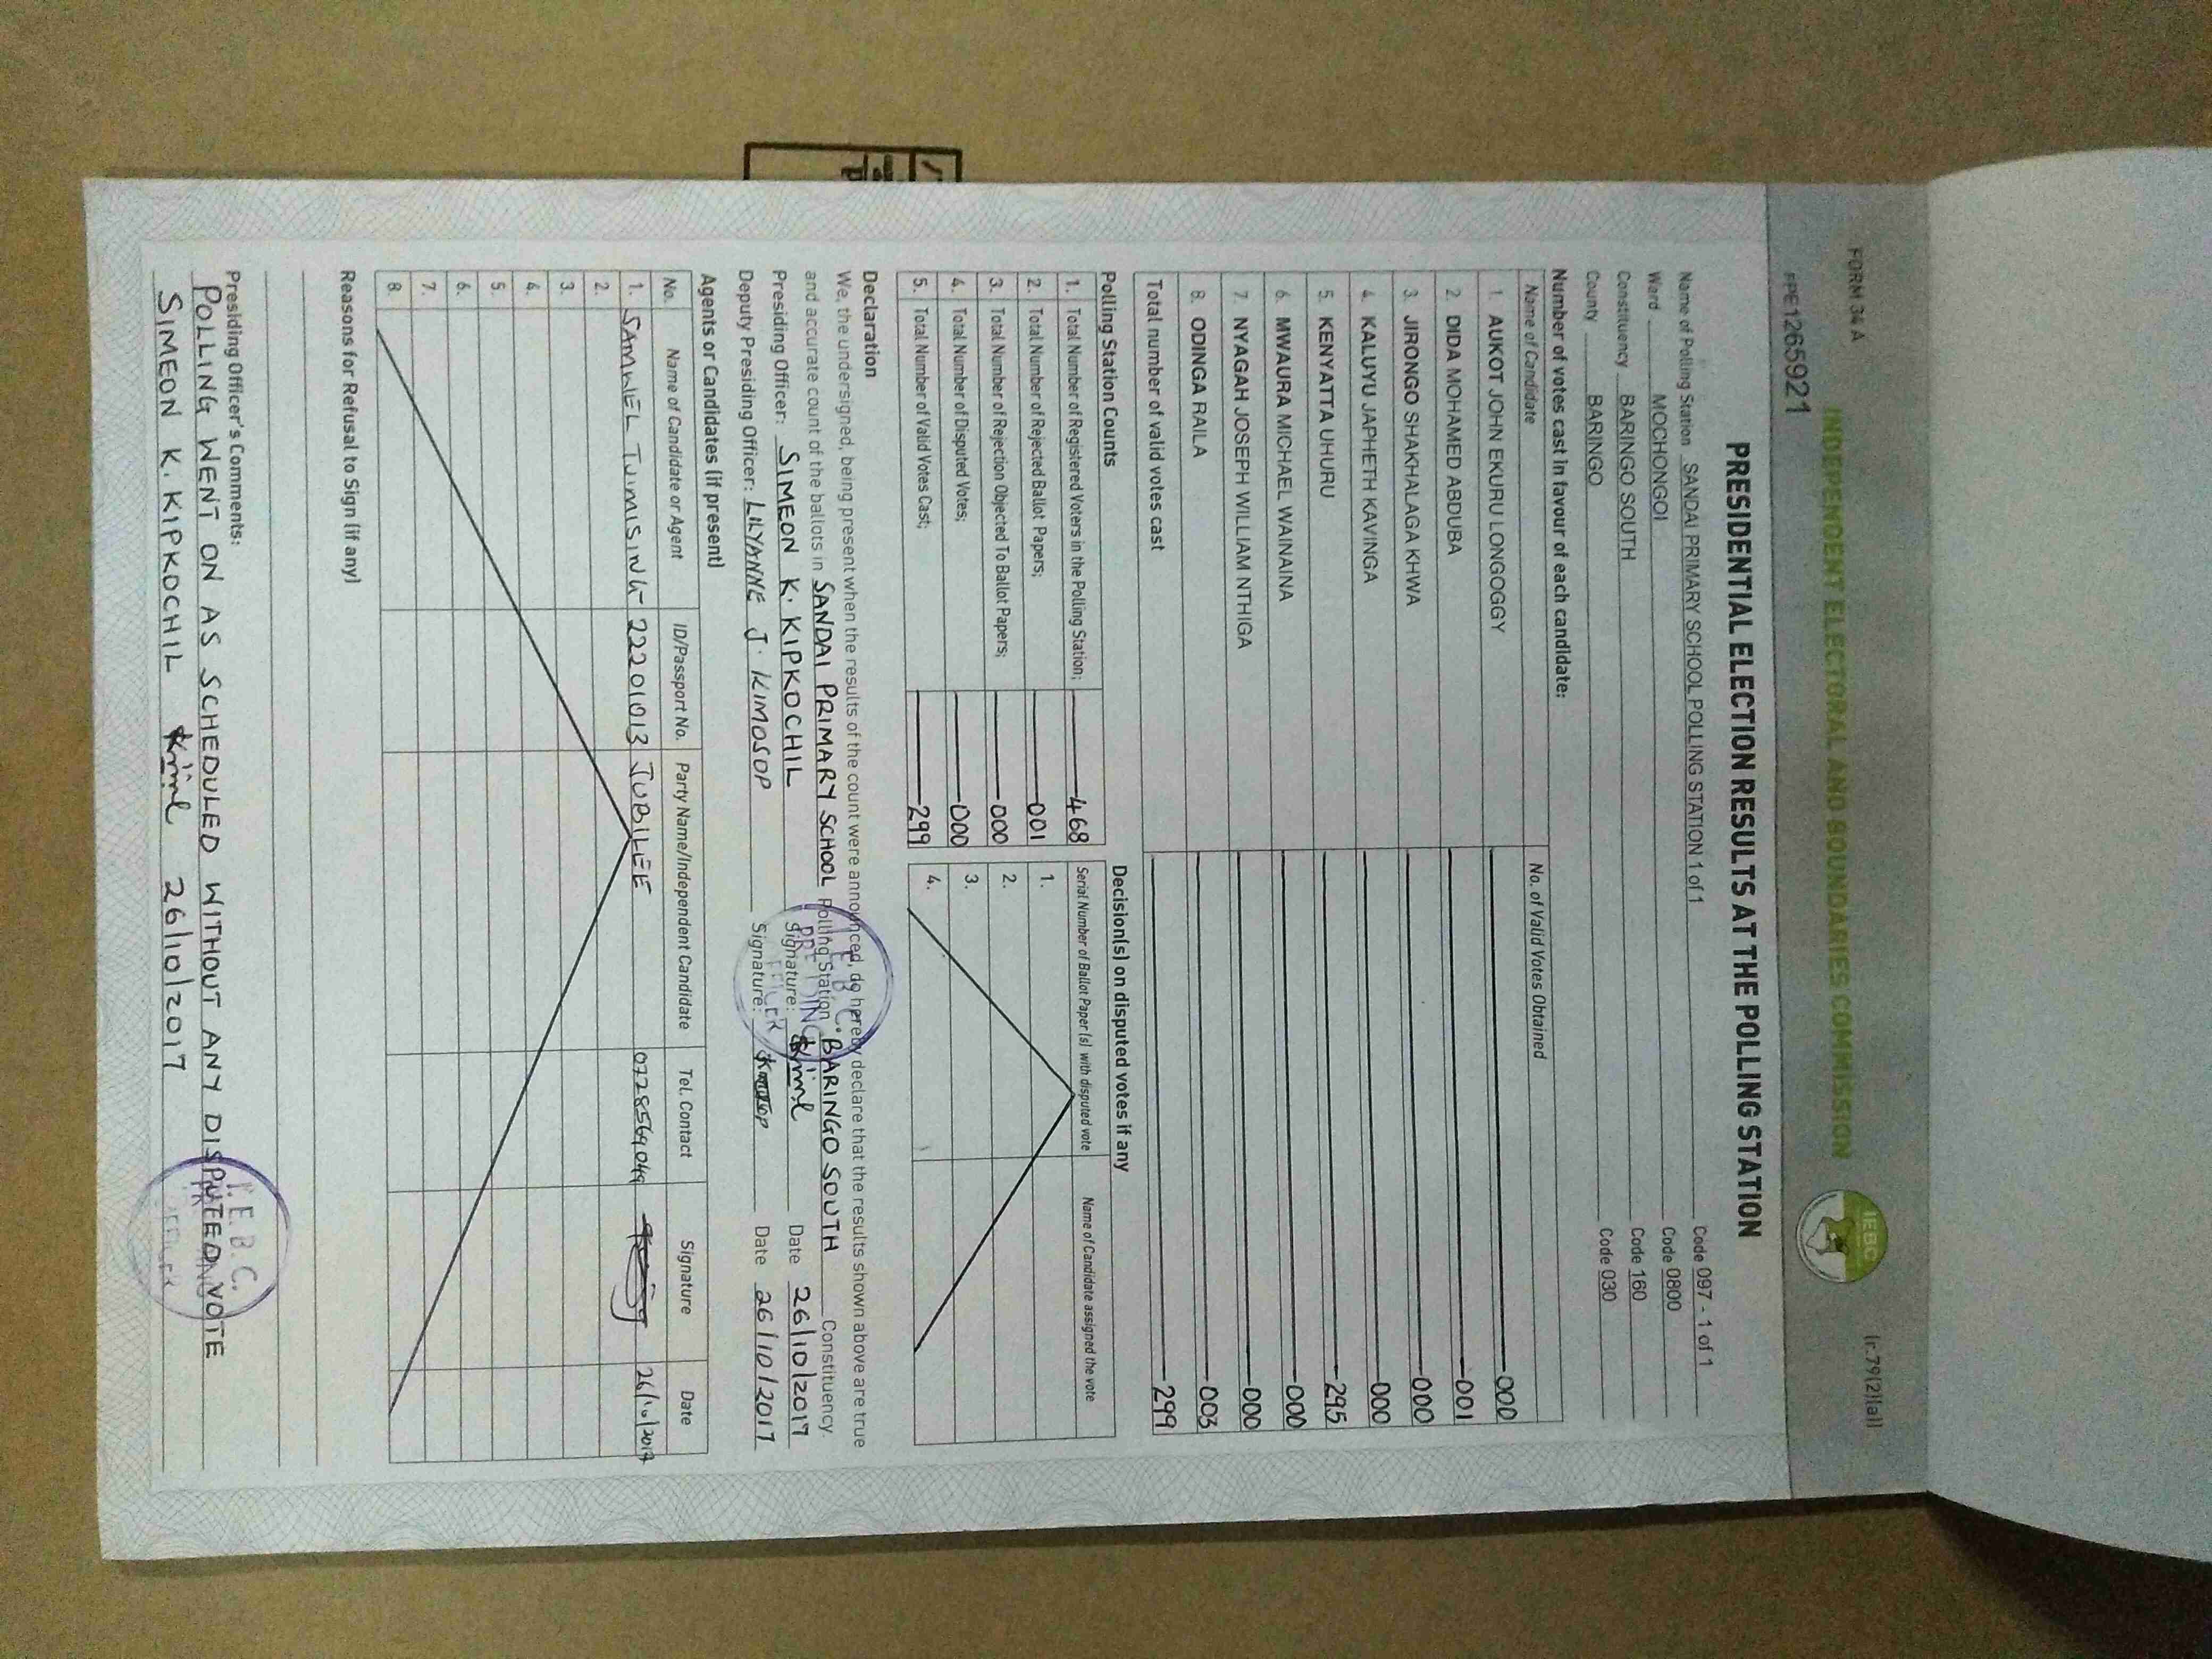 FORM 34 A
(r.79(2)(a))
INDEPENDENT ELECTORAL AND BOUNDARIES COMMISSION
IEBC
PPE1265921
PRESIDENTIAL ELECTION RESULTS AT THE POLLING STATION
Name of Polling Station SANDAI PRIMARY SCHOOL POLLING STATION 1 of 1 Code 097 - 1 of 1
Ward MOCHONGOI Code 0800
Constituency BARINGO SOUTH Code 160
County BARINGO Code 030
Number of votes cast in favour of each candidate:
Name of Candidate No. of Valid Votes Obtained
1. AUKOT JOHN EKURU LONGOGGY 000
2. DIDA MOHAMED ABDUBA 001
3. JIRONGO SHAKHALAGA KHWA 000
4. KALUYU JAPHETH KAVINGA 000
5. KENYATTA UHURU 295
6. MWAURA MICHAEL WAINAINA 000
7. NYAGAH JOSEPH WILLIAM NTHIGA 000
8. ODINGA RAILA 003
Total number of valid votes cast 299
Polling Station Counts
1. Total Number of Registered Voters in the Polling Station; 468
2. Total Number of Rejected Ballot Papers; 001
3. Total Number of Rejection Objected To Ballot Papers; 000
4. Total Number of Disputed Votes; 000
5. Total Number of Valid Votes Cast; 299
Decision(s) on disputed votes if any
Serial Number of Ballot Paper(s) with disputed vote Name of Candidate assigned the vote
1.
2.
3.
4.
Declaration
We, the undersigned, being present when the results of the count were announced, do hereby declare that the results shown above are true
and accurate count of the ballots in SANDAI PRIMARY SCHOOL Polling Station. BARINGO SOUTH Constituency.
Presiding Officer: SIMEON K. KIPKOCHIL Signature: Date 26/10/2017
Deputy Presiding Officer: LILYANNE J. KIMOSOP Signature: Date 26/10/2017
I.E.B.C.
Agents or Candidates (if present)
No. Name of Candidate or Agent ID/Passport No. Party Name/Independent Candidate Tel. Contact Signature Date
1. SAMWEL 22201013 JUBILEE 0728569049 26/10/2017
2.
3.
4.
5.
6.
7.
8.
Reasons for Refusal to Sign (if any)
Presiding Officer's Comments:
POLLING WENT ON AS SCHEDULED WITHOUT ANY DISPUTED VOTE
SIMEON K. KIPKOCHIL 26/10/2017
I.E.B.C.